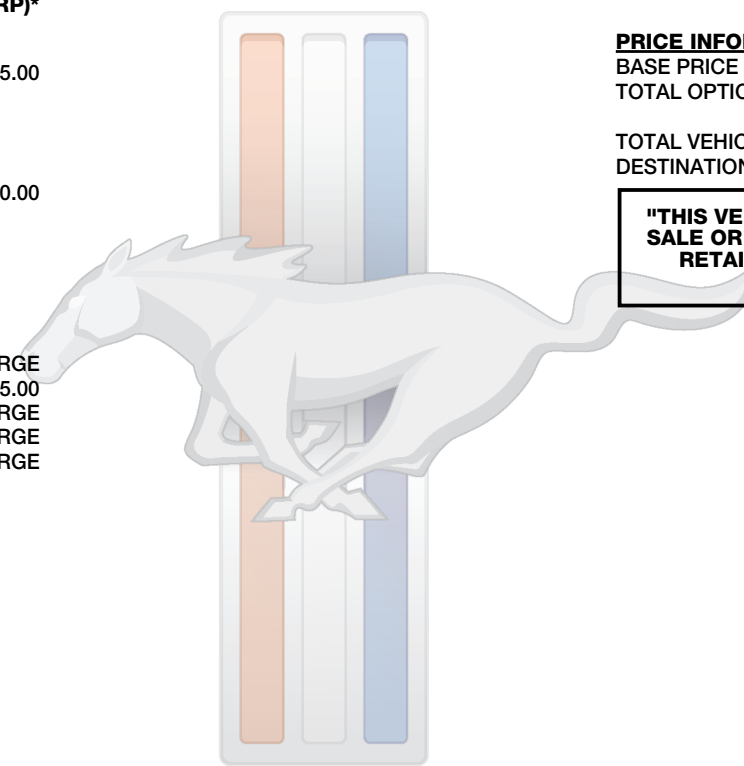 RP)*
5.00
0.00
RGE
5.00
RGE
RGE
RGE
PRICE INFO
BASE PRICE
TOTAL OPTIO
TOTAL VEHIC
DESTINATION
"THIS VE
SALE OR
RETAI